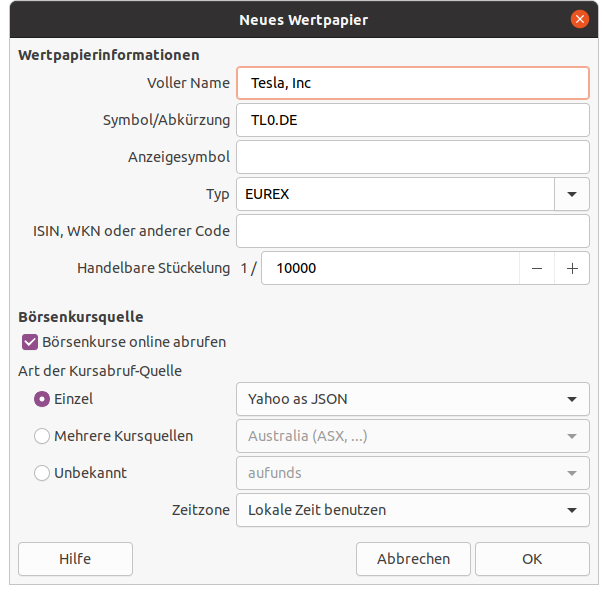 Neues Wertpapier
Wertpapierinformationen
Voller Name Tesla, Inc
Symbol/Abkürzung TL0.DE
Anzeigesymbol
Typ EUREX
ISIN, WKN oder anderer Code
Handelbare Stückelung 1 / 10000
Börsenkursquelle
Börsenkurse online abrufen
Art der Kursabruf-Quelle
Einzel Yahoo as JSON
Mehrere Kursquellen Australia (ASX, ...)
Unbekannt aufunds
Zeitzone Lokale Zeit benutzen
Hilfe Abbrechen OK